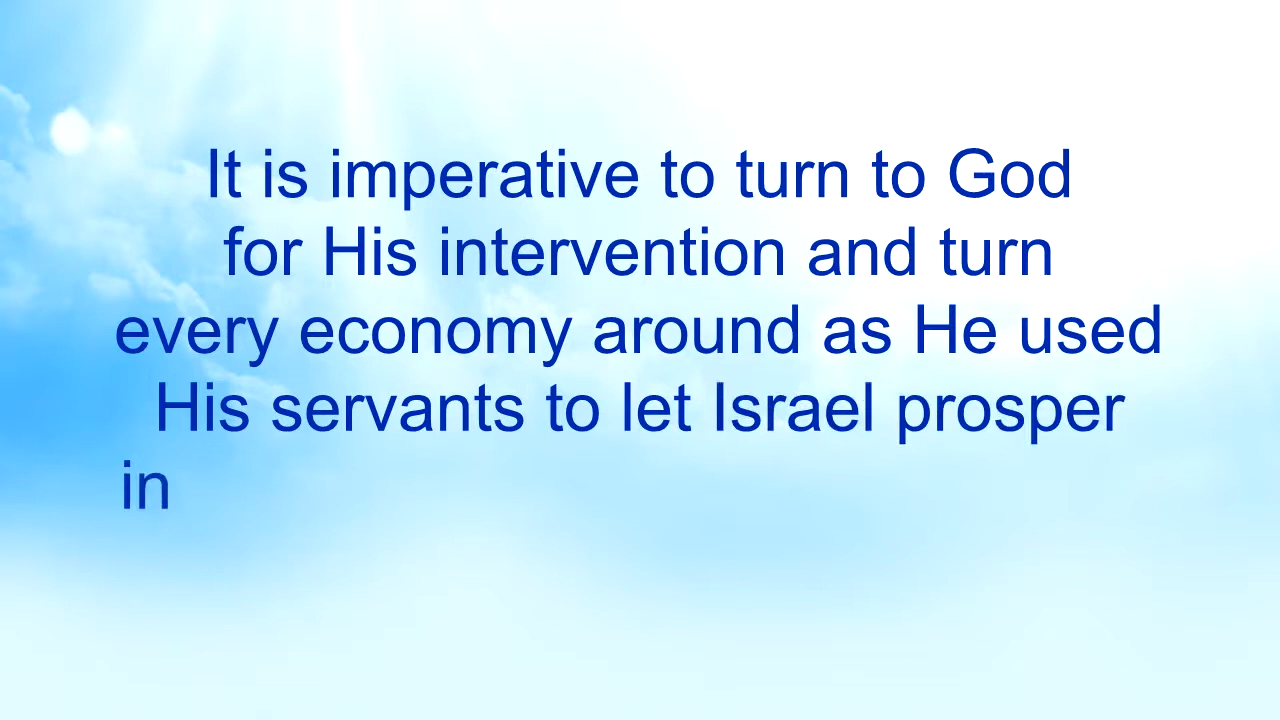 It is imperative to turn to God
for His intervention and turn
every economy around as He used
His servants to let Israel prosper
in